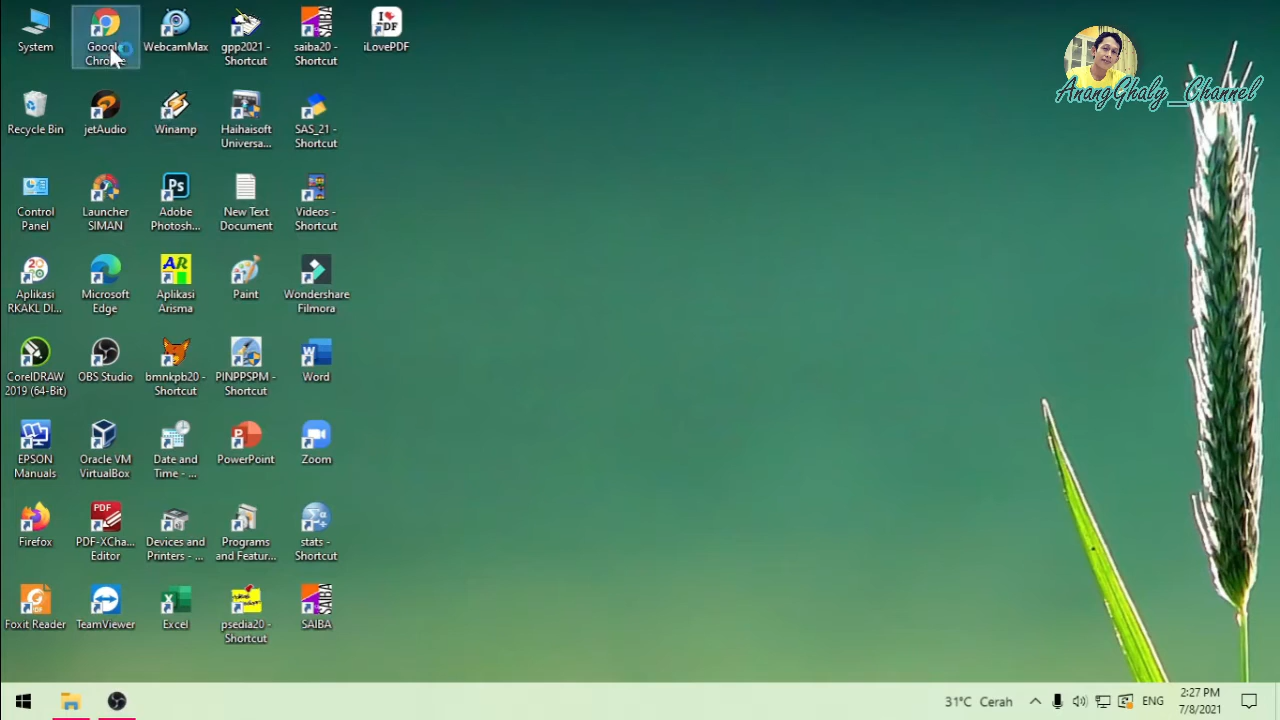 System
Google
Chrome
WebcamMax
gpp2021 -
Shortcut
saiba20 -
Shortcut
iLovePDF
Recycle Bin
jetAudio
Winamp
Haihaisoft
Universa...
SAS_21 -
Shortcut
Control
Panel
Launcher
SIMAN
Adobe
Photosh...
New Text
Document
Videos -
Shortcut
Aplikasi
RKAKL DI...
Microsoft
Edge
Aplikasi
Arisma
Paint
Wondershare
Filmora
CorelDRAW
2019 (64-Bit)
OBS Studio
bmnkpb20 -
Shortcut
PINPPSPM -
Shortcut
Word
EPSON
Manuals
Oracle VM
VirtualBox
Date and
Time - ...
PowerPoint
Zoom
Firefox
PDF-XCha...
Editor
Devices and
Printers - ...
Programs
and Featur...
stats -
Shortcut
Foxit Reader
TeamViewer
Excel
psedia20 -
Shortcut
SAIBA
AnangGhaly_Channel
31°C Cerah
ENG
2:27 PM
7/8/2021